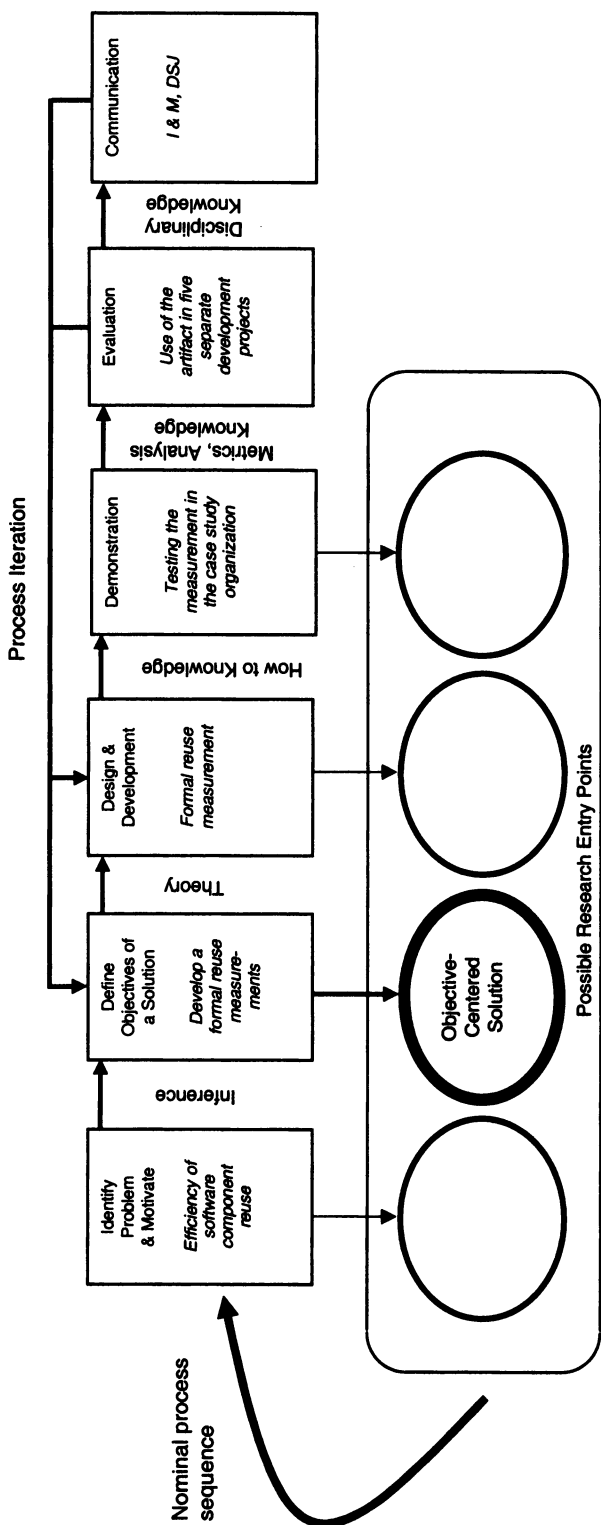 Process Iteration
Nominal process
sequence
Identify
Problem
& Motivate
Efficiency of
software
component
reuse
Inference
Define
Objectives of
a Solution
Develop a
formal reuse
measure-
ments
Theory
Design &
Development
Formal reuse
measurement
How to Knowledge
Demonstration
Testing the
measurement in
the case study
organization
Metrics, Analysis
Knowledge
Evaluation
Use of the
artifact in five
separate
development
projects
Disciplinary
Knowledge
Communication
I & M, DSJ
Objective-
Centered
Solution
Possible Research Entry Points